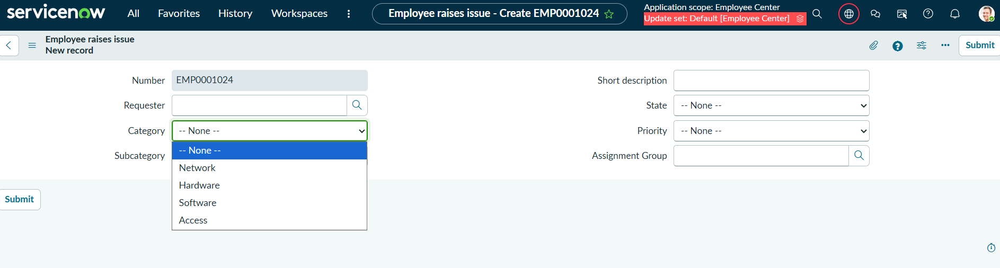 servicenow
All
Favorites
History
Workspaces
Employee raises issue - Create EMP0001024
Application scope: Employee Center
Update set: Default [Employee Center]
Employee raises issue
New record
Submit
Number
EMP0001024
Short description
Requester
State
-- None --
Category
-- None --
Priority
-- None --
Subcategory
-- None --
Assignment Group
Network
Hardware
Software
Access
Submit